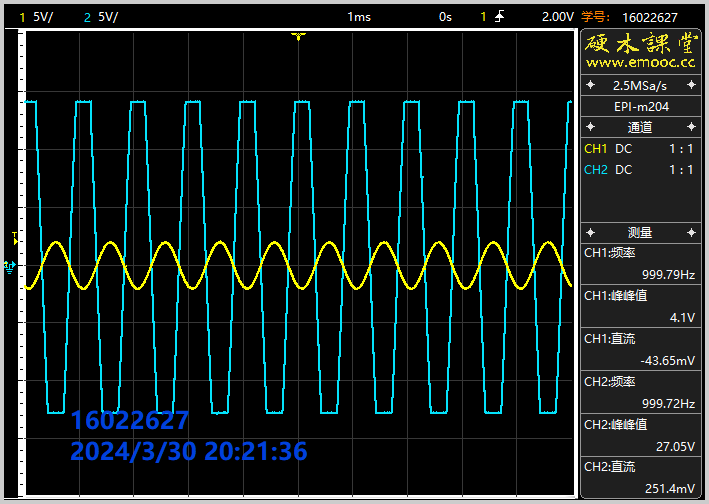 1 5V/ 2 5V/ 1ms 0s 1 2.00V 学号: 16022627
硬木課堂
www.emooc.cc
2.5MSa/s
EPI-m204
通道
CH1 DC 1 : 1
CH2 DC 1 : 1
测量
CH1:频率
999.79Hz
CH1:峰峰值
4.1V
CH1:直流
-43.65mV
CH2:频率
999.72Hz
CH2:峰峰值
27.05V
CH2:直流
251.4mV
T
16022627
2024/3/30 20:21:36